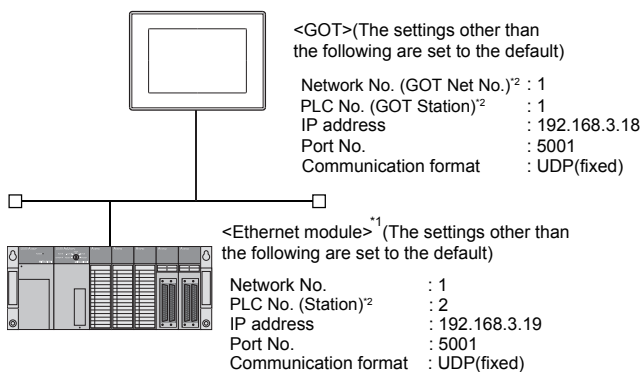 <GOT>(The settings other than
the following are set to the default)
Network No. (GOT Net No.)*2 : 1
PLC No. (GOT Station)*2 : 1
IP address : 192.168.3.18
Port No. : 5001
Communication format : UDP(fixed)
<Ethernet module>*1(The settings other than
the following are set to the default)
Network No. : 1
PLC No. (Station)*2 : 2
IP address : 192.168.3.19
Port No. : 5001
Communication format : UDP(fixed)